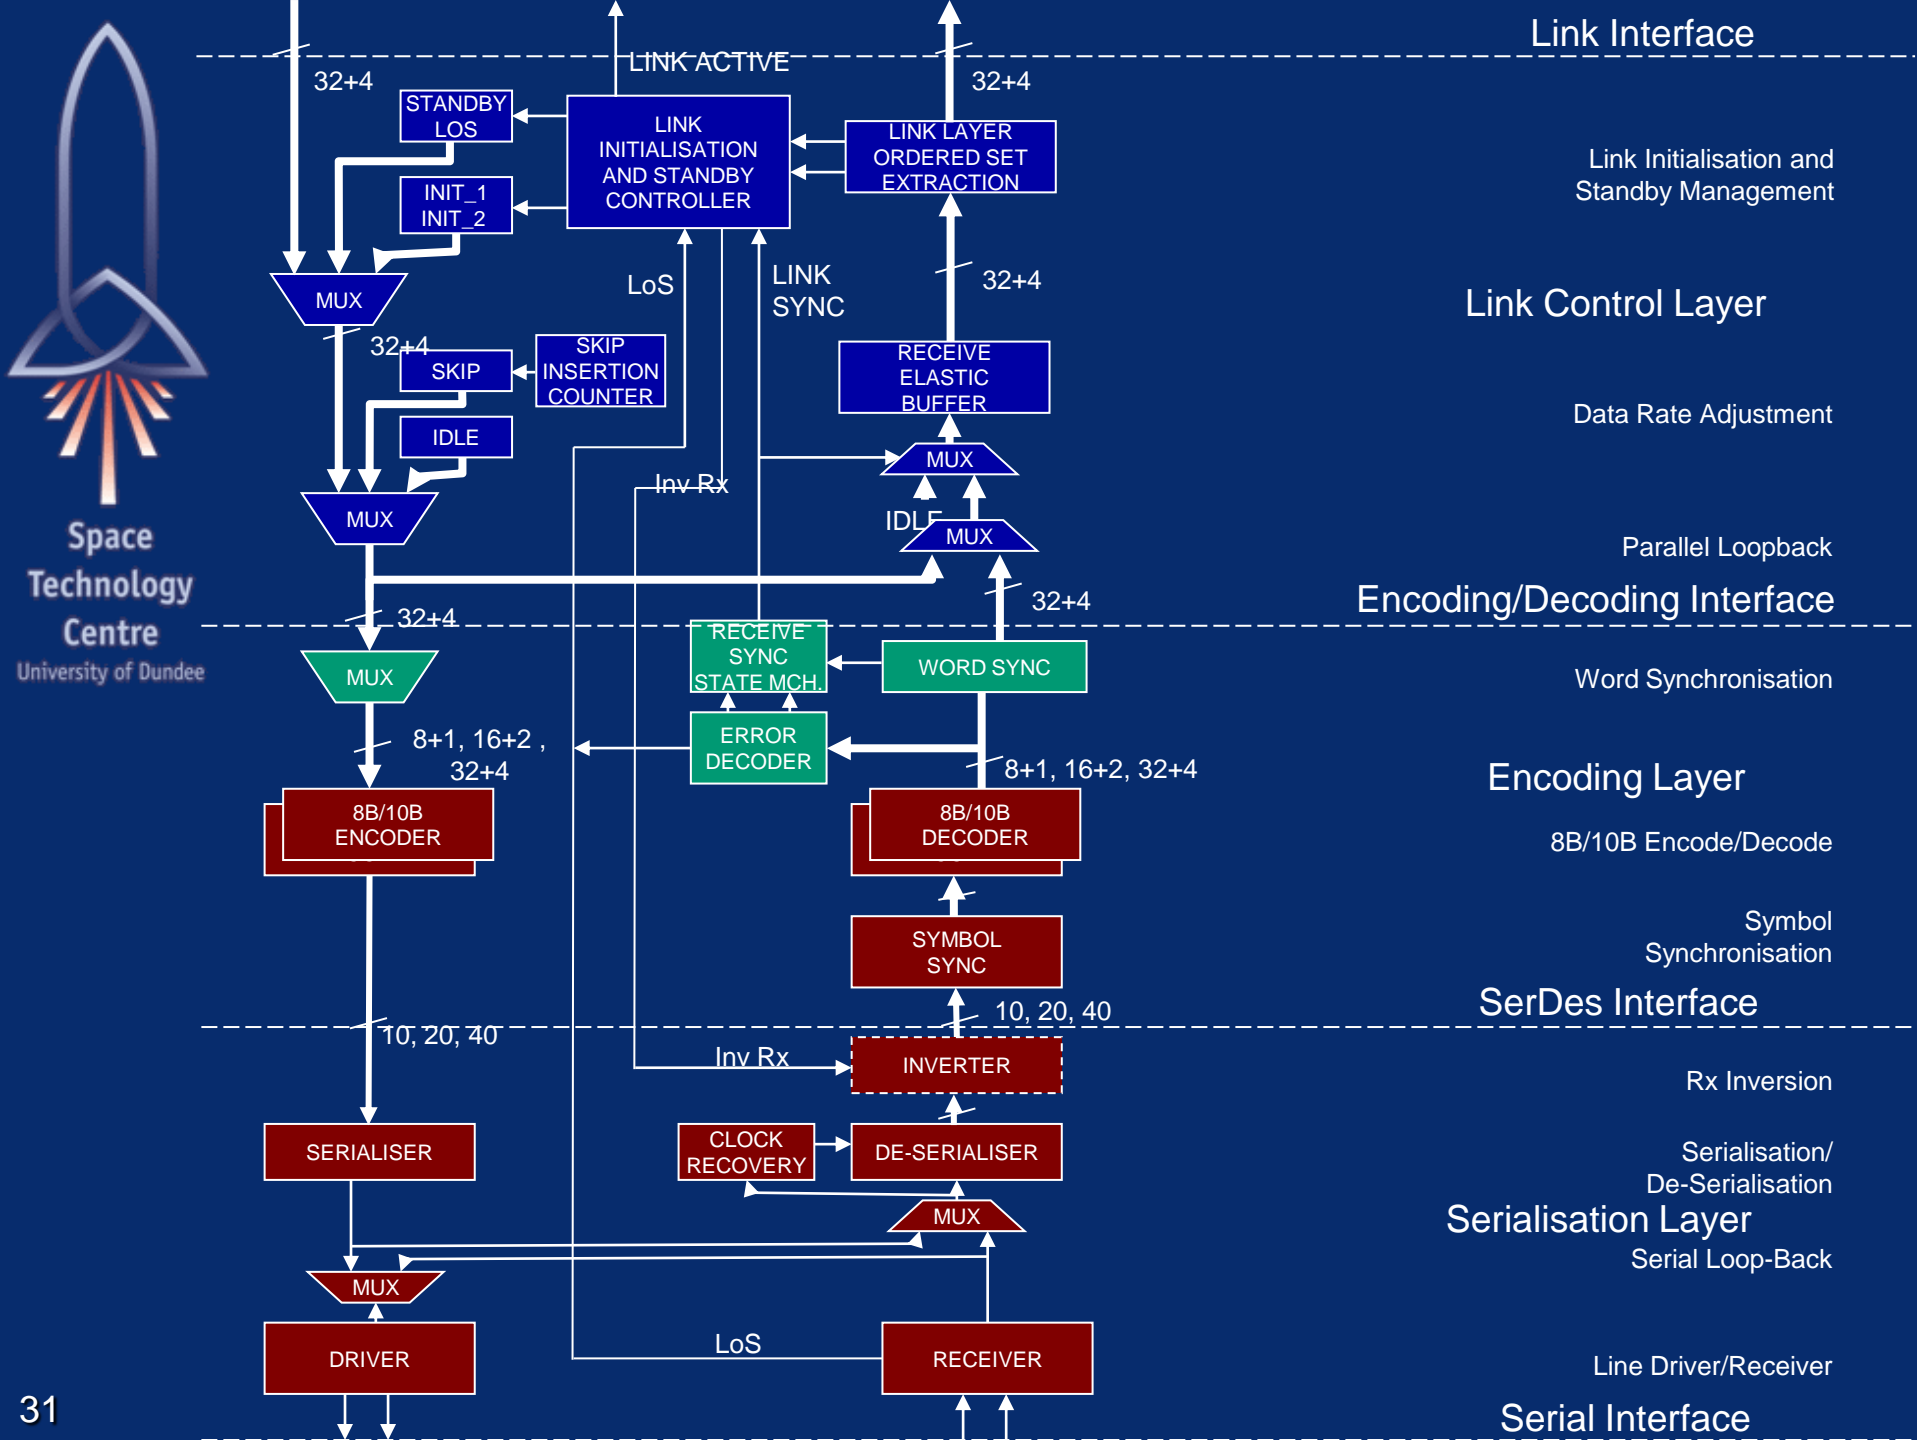 Link Interface
LINK ACTIVE
32+4
32+4
STANDBY
LOS
LINK
INITIALISATION
AND STANDBY
CONTROLLER
LINK LAYER
ORDERED SET
EXTRACTION
Link Initialisation and
Standby Management
INIT_1
INIT_2
LoS
LINK
SYNC
32+4
MUX
Link Control Layer
32+4
SKIP
SKIP
INSERTION
COUNTER
RECEIVE
ELASTIC
BUFFER
Data Rate Adjustment
IDLE
MUX
Inv Rx
MUX
IDLE
MUX
Parallel Loopback
Space
Technology
Centre
University of Dundee
Encoding/Decoding Interface
32+4
32+4
RECEIVE
SYNC
STATE MCH.
WORD SYNC
MUX
Word Synchronisation
8+1, 16+2 ,
32+4
ERROR
DECODER
8+1, 16+2, 32+4
Encoding Layer
8B/10B
ENCODER
8B/10B
DECODER
8B/10B Encode/Decode
SYMBOL
SYNC
Symbol
Synchronisation
SerDes Interface
10, 20, 40
10, 20, 40
Inv Rx
INVERTER
Rx Inversion
SERIALISER
CLOCK
RECOVERY
DE-SERIALISER
Serialisation/
De-Serialisation
MUX
Serialisation Layer
Serial Loop-Back
MUX
DRIVER
LoS
RECEIVER
Line Driver/Receiver
31
Serial Interface